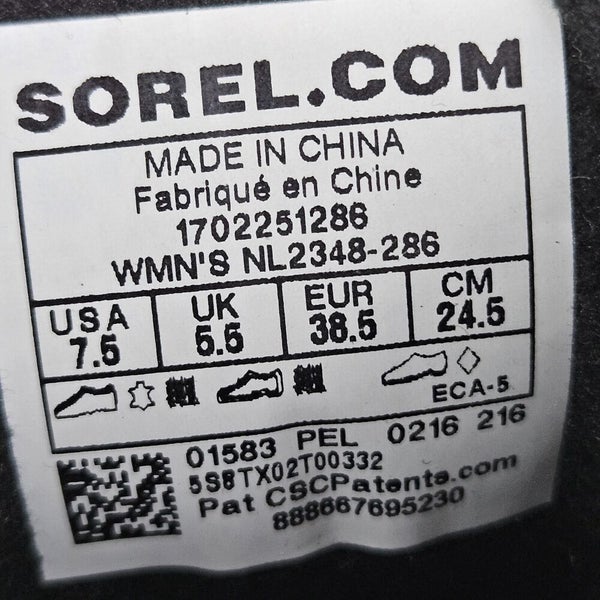 SOREL.COM
MADE IN CHINA
Fabriqué en Chine
1702251286
WMN'S NL2348-286
USA UK EUR CM
7.5 5.5 38.5 24.5
ECA-5
01583 PEL 0216 216
5S8TX02T00332
Pat CSCPatents.com
888667695230